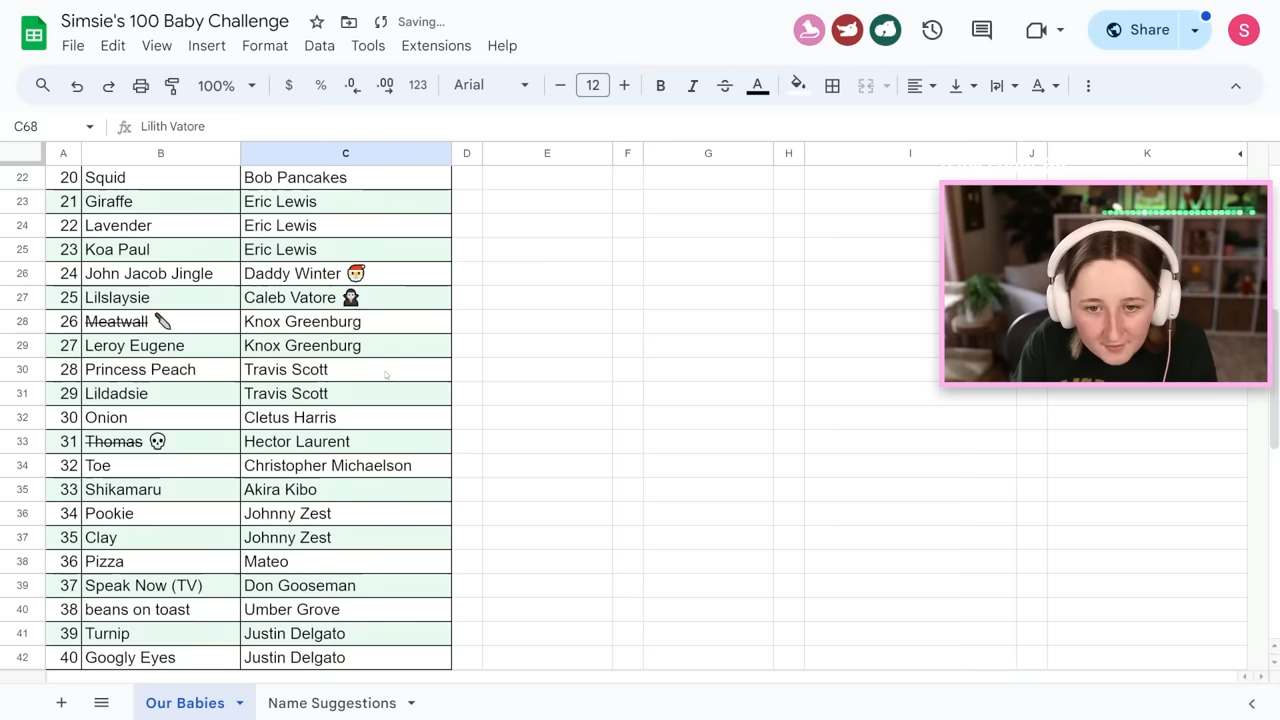 Simsie's 100 Baby Challenge Saving...
File Edit View Insert Format Data Tools Extensions Help
Share
S
100% $ % .0 .00 123 Arial 12 B I A
C68 fx Lilith Vatore
A B C D E F G H I J K
22 20 Squid Bob Pancakes
23 21 Giraffe Eric Lewis
24 22 Lavender Eric Lewis
25 23 Koa Paul Eric Lewis
26 24 John Jacob Jingle Daddy Winter 🎅
27 25 Lilslaysie Caleb Vatore 🧛🏻‍♂️
28 26 Meatwall 🔪 Knox Greenburg
29 27 Leroy Eugene Knox Greenburg
30 28 Princess Peach Travis Scott
31 29 Lildadsie Travis Scott
32 30 Onion Cletus Harris
33 31 Thomas 💀 Hector Laurent
34 32 Toe Christopher Michaelson
35 33 Shikamaru Akira Kibo
36 34 Pookie Johnny Zest
37 35 Clay Johnny Zest
38 36 Pizza Mateo
39 37 Speak Now (TV) Don Gooseman
40 38 beans on toast Umber Grove
41 39 Turnip Justin Delgato
42 40 Googly Eyes Justin Delgato
Our Babies Name Suggestions